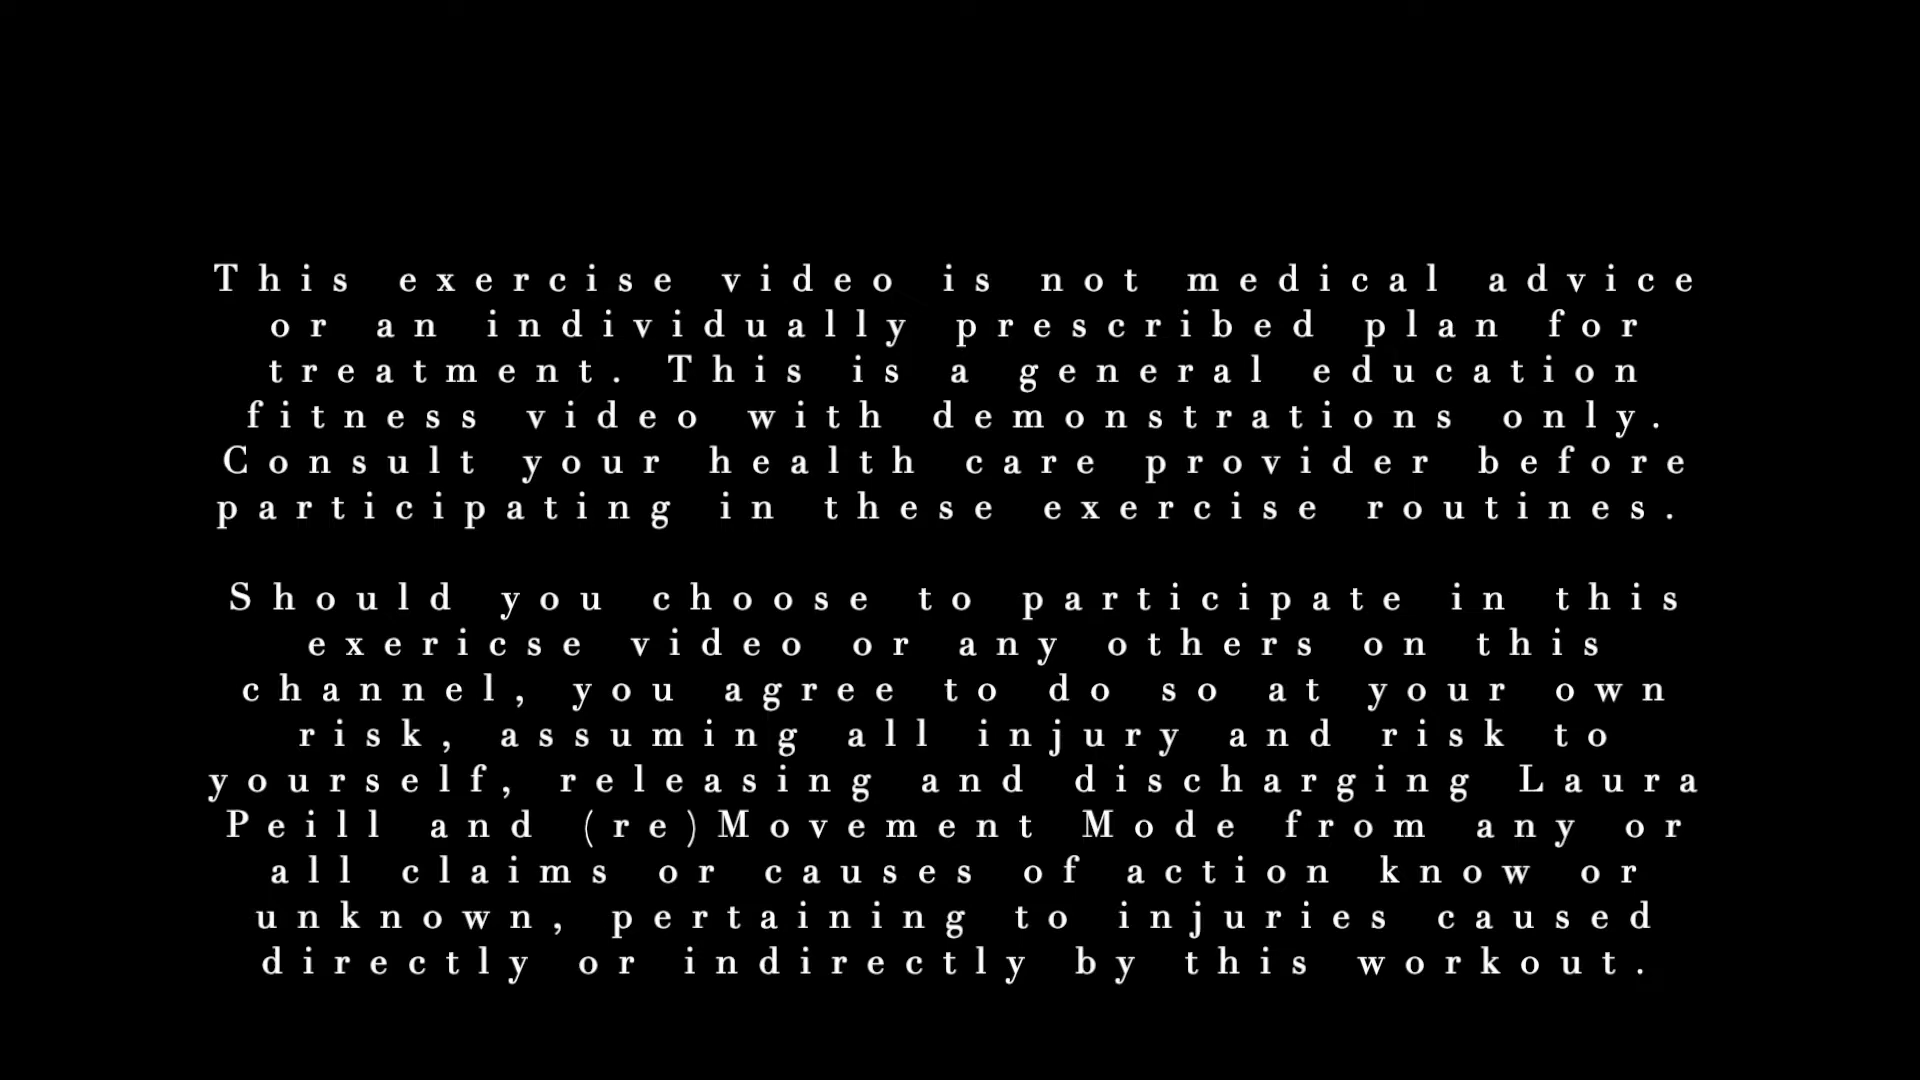 This exercise video is not medical advice
or an individually prescribed plan for
treatment. This is a general education
fitness video with demonstrations only.
Consult your health care provider before
participating in these exercise routines.
Should you choose to participate in this
exericse video or any others on this
channel, you agree to do so at your own
risk, assuming all injury and risk to
yourself, releasing and discharging Laura
Peill and (re)Movement Mode from any or
all claims or causes of action know or
unknown, pertaining to injuries caused
directly or indirectly by this workout.